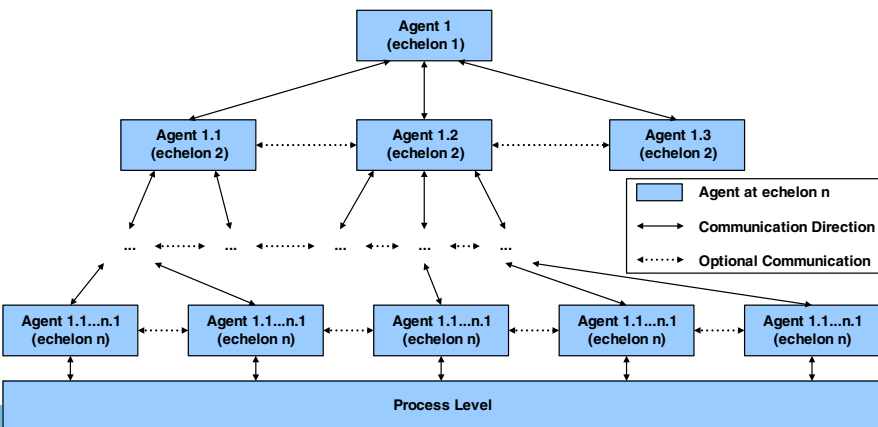 Agent 1
(echelon 1)
Agent 1.1
(echelon 2)
Agent 1.2
(echelon 2)
Agent 1.3
(echelon 2)
Agent at echelon n
Communication Direction
Optional Communication
... ... ... ... ...
Agent 1.1...n.1
(echelon n)
Agent 1.1...n.1
(echelon n)
Agent 1.1...n.1
(echelon n)
Agent 1.1...n.1
(echelon n)
Agent 1.1...n.1
(echelon n)
Process Level